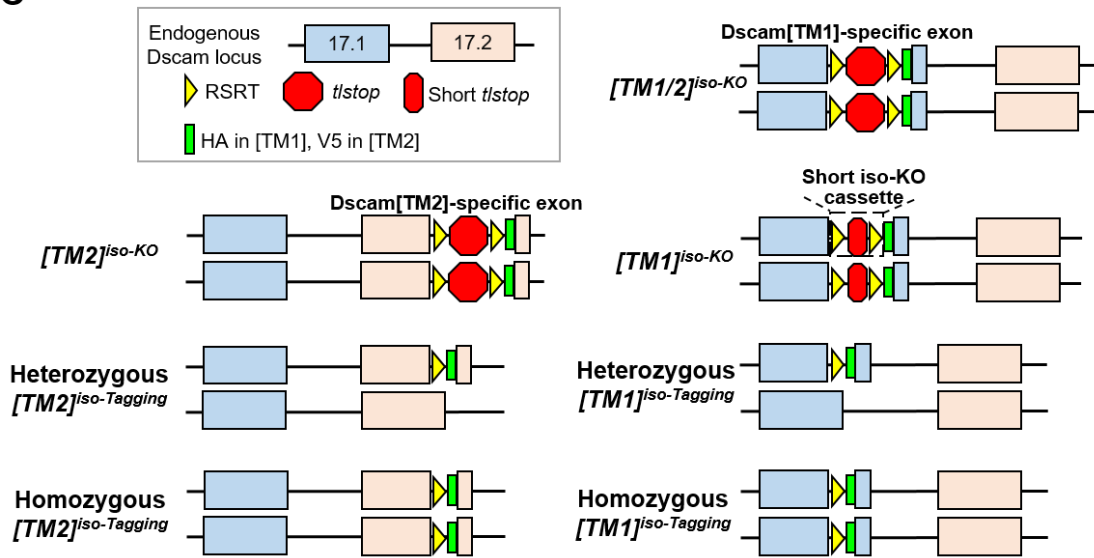 Endogenous
Dscam locus
17.1
17.2
RSRT
tlstop
Short tlstop
HA in [TM1], V5 in [TM2]
Dscam[TM1]-specific exon
[TM1/2]iso-KO
Dscam[TM2]-specific exon
[TM2]iso-KO
Short iso-KO
cassette
[TM1]iso-KO
Heterozygous
[TM2]iso-Tagging
Heterozygous
[TM1]iso-Tagging
Homozygous
[TM2]iso-Tagging
Homozygous
[TM1]iso-Tagging